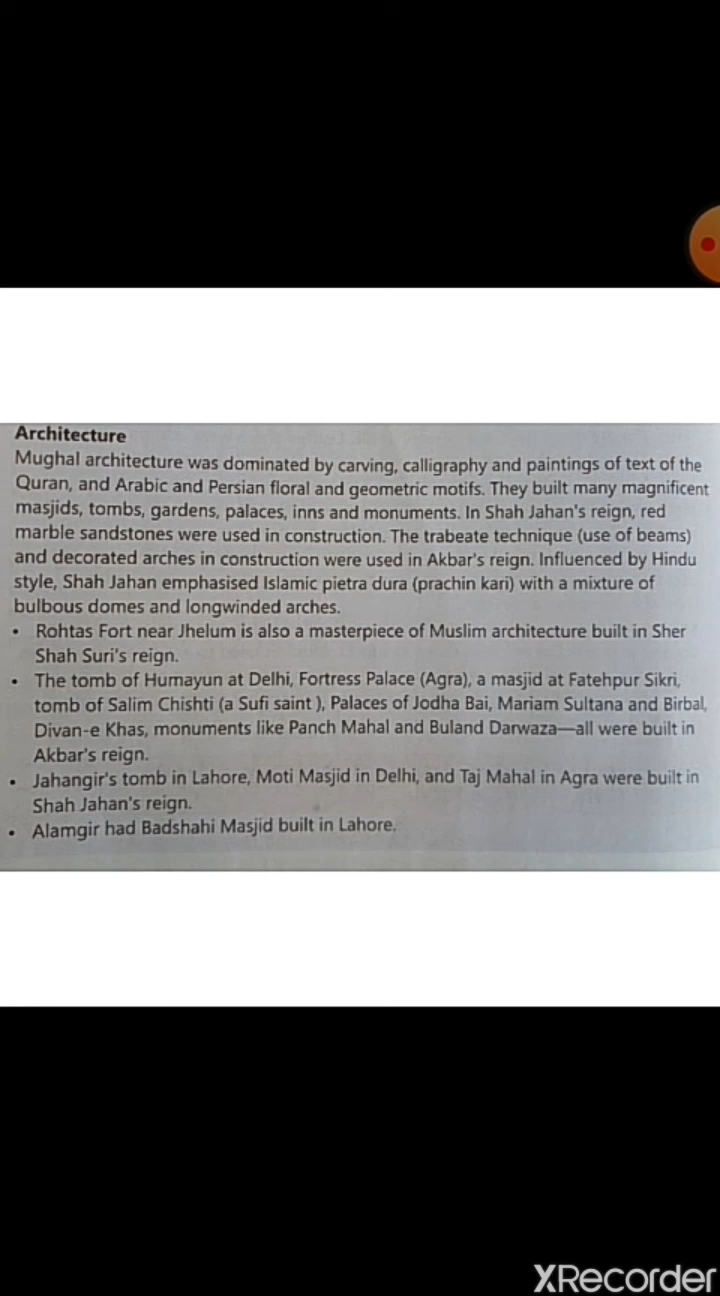 Architecture
Mughal architecture was dominated by carving, calligraphy and paintings of text of the
Quran, and Arabic and Persian floral and geometric motifs. They built many magnificent
masjids, tombs, gardens, palaces, inns and monuments. In Shah Jahan's reign, red
marble sandstones were used in construction. The trabeate technique (use of beams)
and decorated arches in construction were used in Akbar's reign. Influenced by Hindu
style, Shah Jahan emphasised Islamic pietra dura (prachin kari) with a mixture of
bulbous domes and longwinded arches.
• Rohtas Fort near Jhelum is also a masterpiece of Muslim architecture built in Sher
Shah Suri's reign.
• The tomb of Humayun at Delhi, Fortress Palace (Agra), a masjid at Fatehpur Sikri,
tomb of Salim Chishti (a Sufi saint ), Palaces of Jodha Bai, Mariam Sultana and Birbal,
Divan-e Khas, monuments like Panch Mahal and Buland Darwaza—all were built in
Akbar's reign.
• Jahangir's tomb in Lahore, Moti Masjid in Delhi, and Taj Mahal in Agra were built in
Shah Jahan's reign.
• Alamgir had Badshahi Masjid built in Lahore.
XRecorder